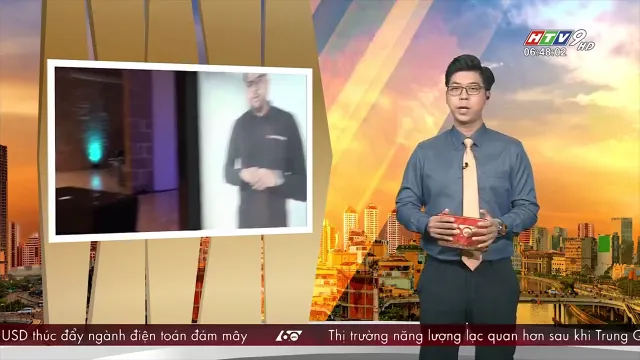 HTV9 HD
06:48:02
USD thúc đẩy ngành điện toán đám mây 60 Thị trường năng lượng lạc quan hơn sau khi Trung